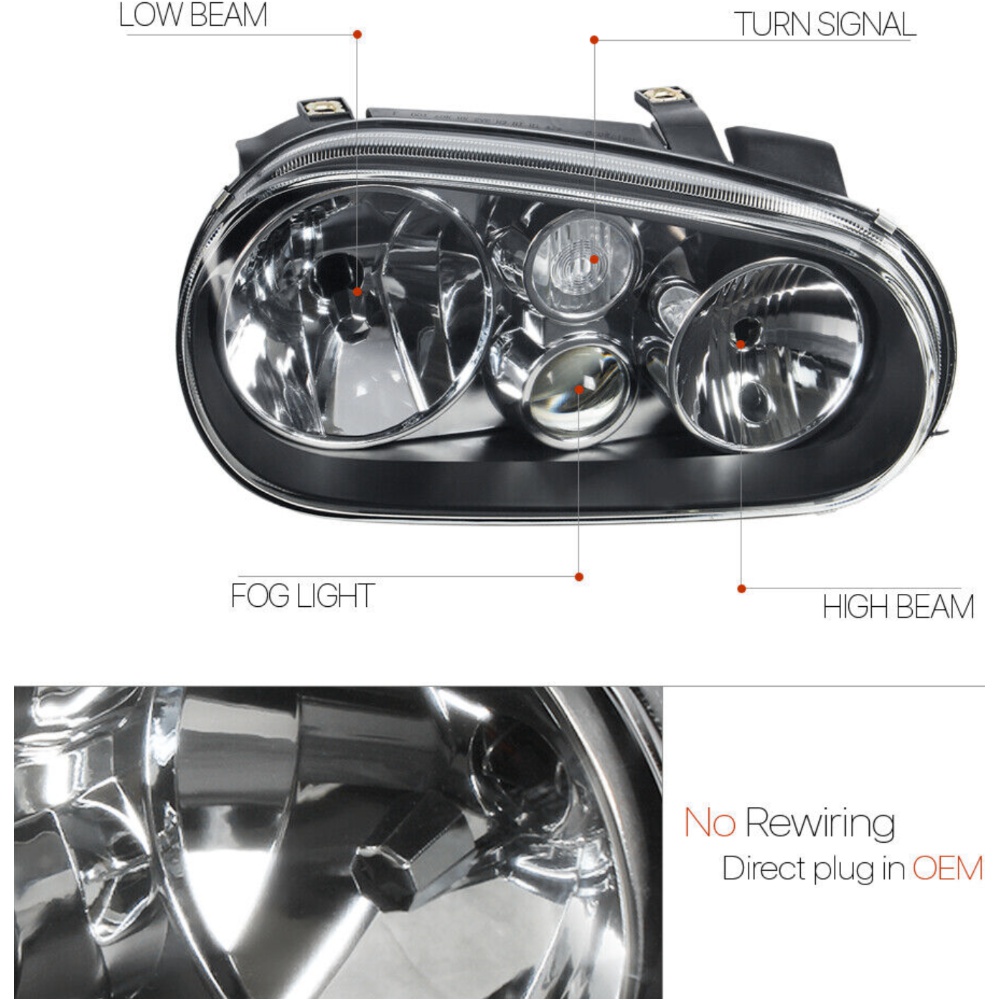 LOW BEAM
TURN SIGNAL
FOG LIGHT
HIGH BEAM
No Rewiring
Direct plug in OEM